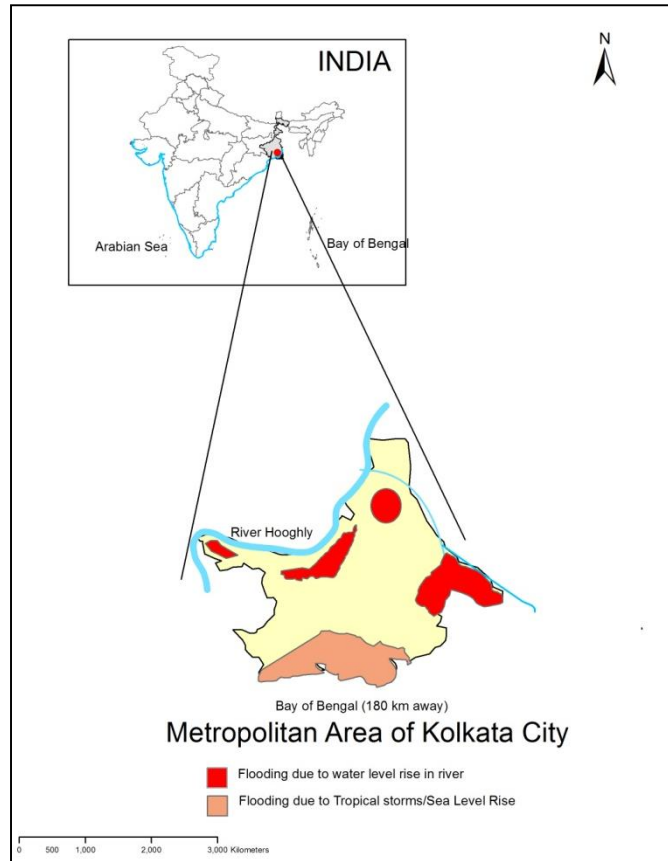 INDIA
N
Arabian Sea
Bay of Bengal
River Hooghly
Bay of Bengal (180 km away)
Metropolitan Area of Kolkata City
Flooding due to water level rise in river
Flooding due to Tropical storms/Sea Level Rise
0 500 1,000 2,000 3,000 Kilometers